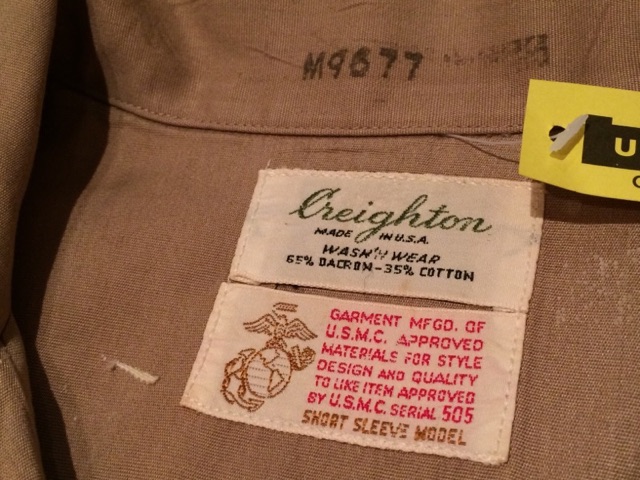 M9677
U
Creighton
MADE IN U.S.A.
WASH'N WEAR
65% DACRON-35% COTTON
GARMENT MFGD. OF
U.S.M.C. APPROVED
MATERIALS FOR STYLE
DESIGN AND QUALITY
TO LIKE ITEM APPROVED
BY U.S.M.C. SERIAL 505
SHORT SLEEVE MODEL